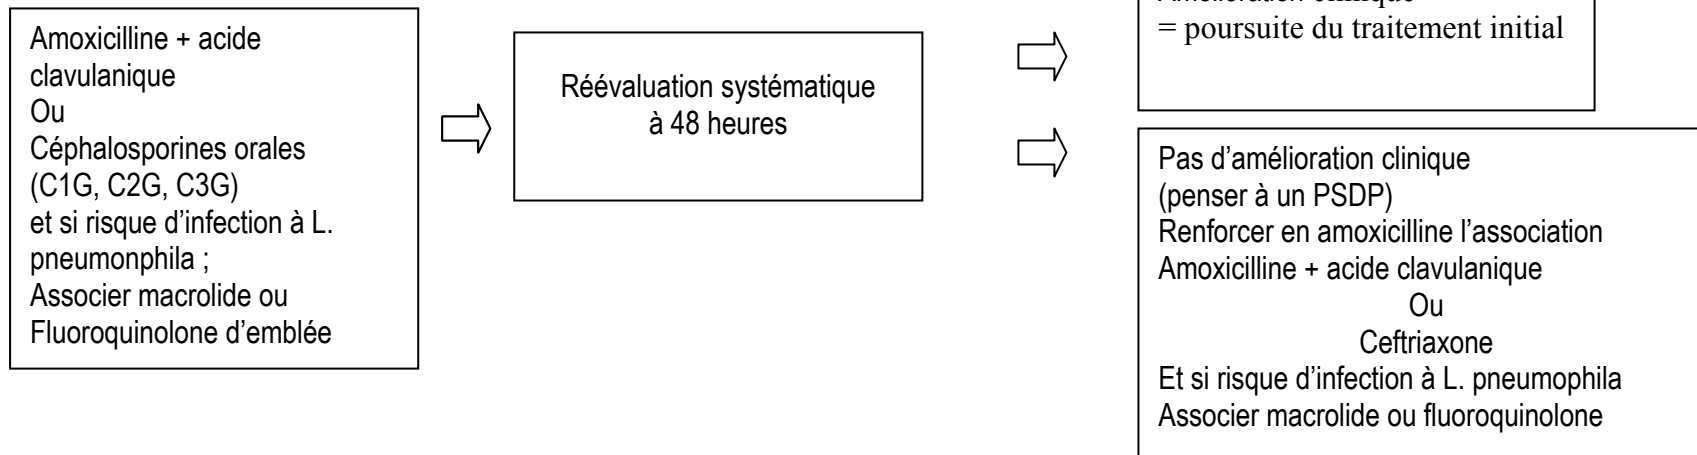 Amoxicilline + acide
clavulanique
Ou
Céphalosporines orales
(C1G, C2G, C3G)
et si risque d'infection à L.
pneumonphila ;
Associer macrolide ou
Fluoroquinolone d'emblée
Réévaluation systématique
à 48 heures
Amélioration clinique
= poursuite du traitement initial
Pas d'amélioration clinique
(penser à un PSDP)
Renforcer en amoxicilline l'association
Amoxicilline + acide clavulanique
Ou
Ceftriaxone
Et si risque d'infection à L. pneumophila
Associer macrolide ou fluoroquinolone